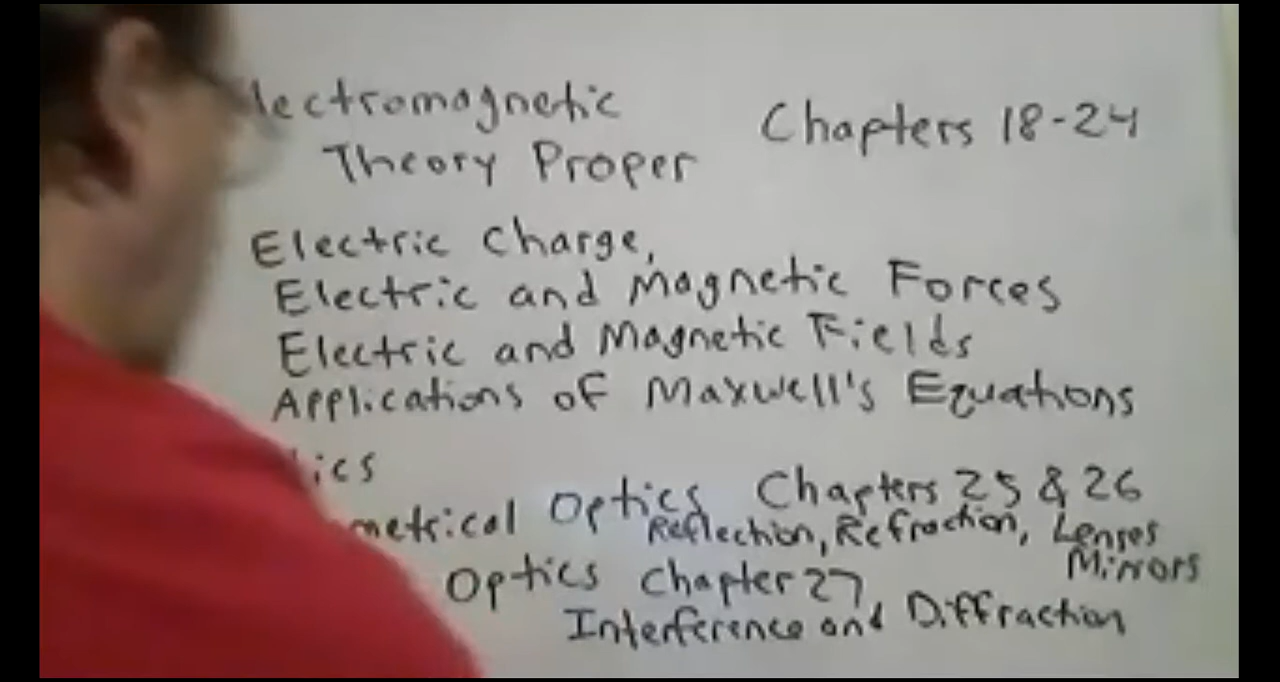 lectromagnetic Chapters 18-24
Theory Proper
Electric Charge,
Electric and Magnetic Forces
Electric and Magnetic Fields
Applications of Maxwell's Equations
ics
metrical Optics Chapters 25 & 26
Reflection, Refraction, Lenses
Mirrors
Optics Chapter 27
Interference and Diffraction